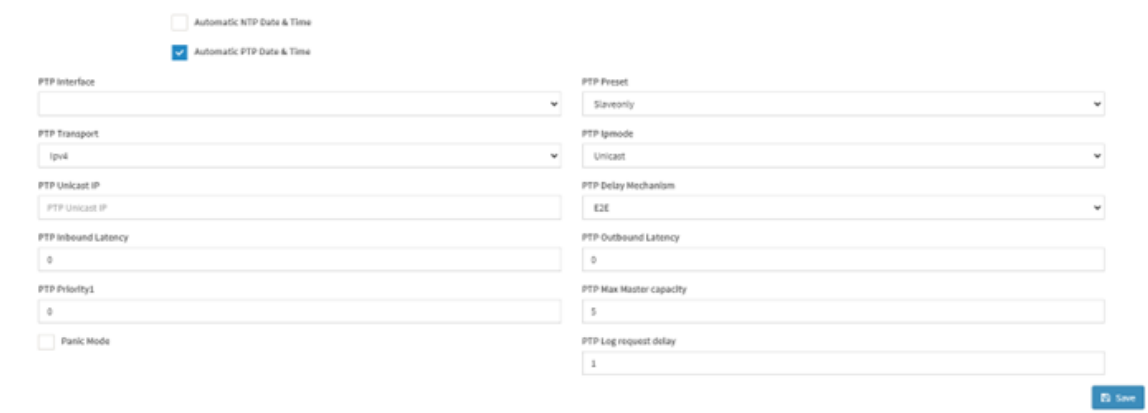 Automatic NTP Date & Time
Automatic PTP Date & Time
PTP Interface
PTP Preset
Slaveonly
PTP Transport
PTP Ipmode
Ipv4
Unicast
PTP Unicast IP
PTP Delay Mechanism
PTP Unicast IP
E2E
PTP Inbound Latency
PTP Outbound Latency
0
0
PTP Priority1
PTP Max Master capacity
0
5
Panic Mode
PTP Log request delay
1
Save